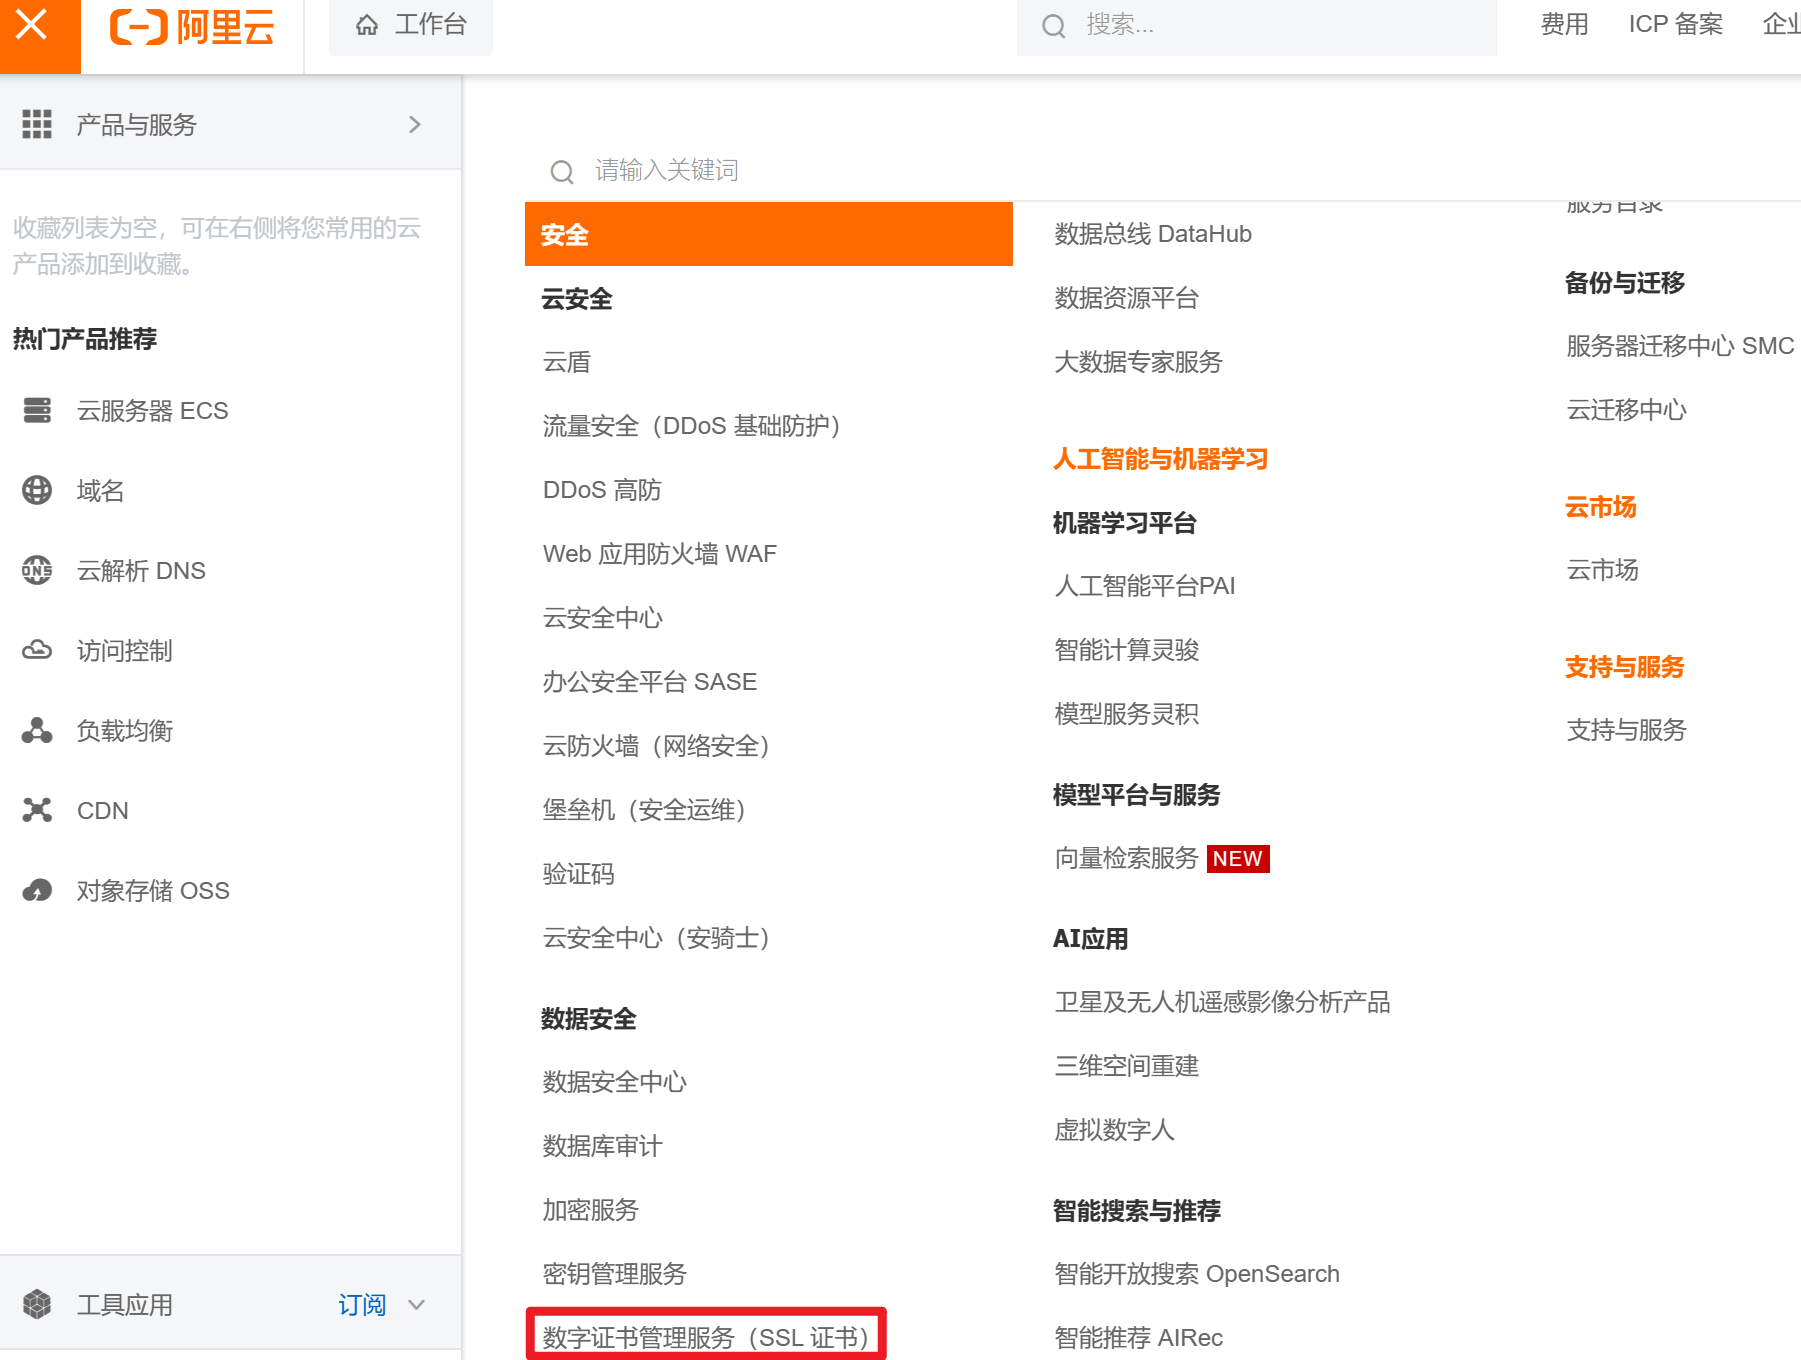 阿里云
工作台
搜索...
费用
ICP 备案
企业
产品与服务
收藏列表为空，可在右侧将您常用的云
产品添加到收藏。
热门产品推荐
云服务器 ECS
域名
云解析 DNS
访问控制
负载均衡
CDN
对象存储 OSS
工具应用
订阅
请输入关键词
安全
云安全
云盾
流量安全（DDoS 基础防护）
DDoS 高防
Web 应用防火墙 WAF
云安全中心
办公安全平台 SASE
云防火墙（网络安全）
堡垒机（安全运维）
验证码
云安全中心（安骑士）
数据安全
数据安全中心
数据库审计
加密服务
密钥管理服务
数字证书管理服务（SSL 证书）
数据总线 DataHub
数据资源平台
大数据专家服务
人工智能与机器学习
机器学习平台
人工智能平台PAI
智能计算灵骏
模型服务灵积
模型平台与服务
向量检索服务 NEW
AI应用
卫星及无人机遥感影像分析产品
三维空间重建
虚拟数字人
智能搜索与推荐
智能开放搜索 OpenSearch
智能推荐 AIRec
服务目录
备份与迁移
服务器迁移中心 SMC
云迁移中心
云市场
云市场
支持与服务
支持与服务